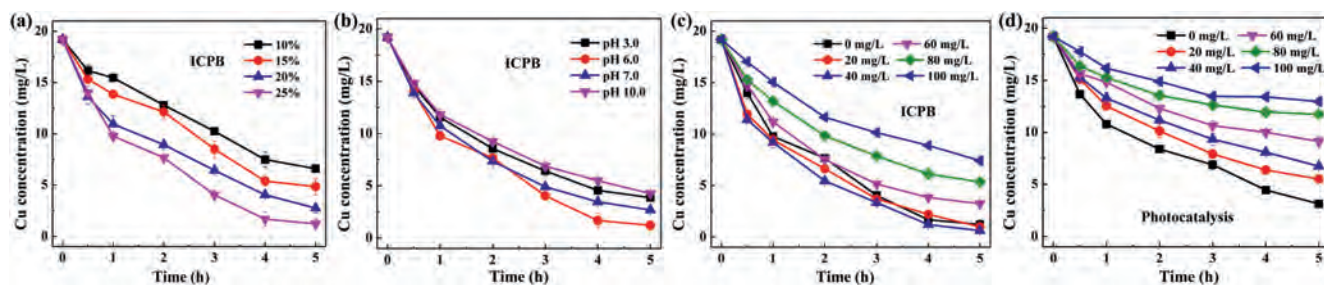 (a)
Cu concentration (mg/L)
20
15
10
5
0
ICPB
10%
15%
20%
25%
0 1 2 3 4 5
Time (h)
(b)
Cu concentration (mg/L)
20
15
10
5
0
ICPB
pH 3.0
pH 6.0
pH 7.0
pH 10.0
0 1 2 3 4 5
Time (h)
(c)
Cu concentration (mg/L)
20
15
10
5
0
0 mg/L 60 mg/L
20 mg/L 80 mg/L
40 mg/L 100 mg/L
ICPB
0 1 2 3 4 5
Time (h)
(d)
Cu concentration (mg/L)
20
15
10
5
0
0 mg/L 60 mg/L
20 mg/L 80 mg/L
40 mg/L 100 mg/L
Photocatalysis
0 1 2 3 4 5
Time (h)